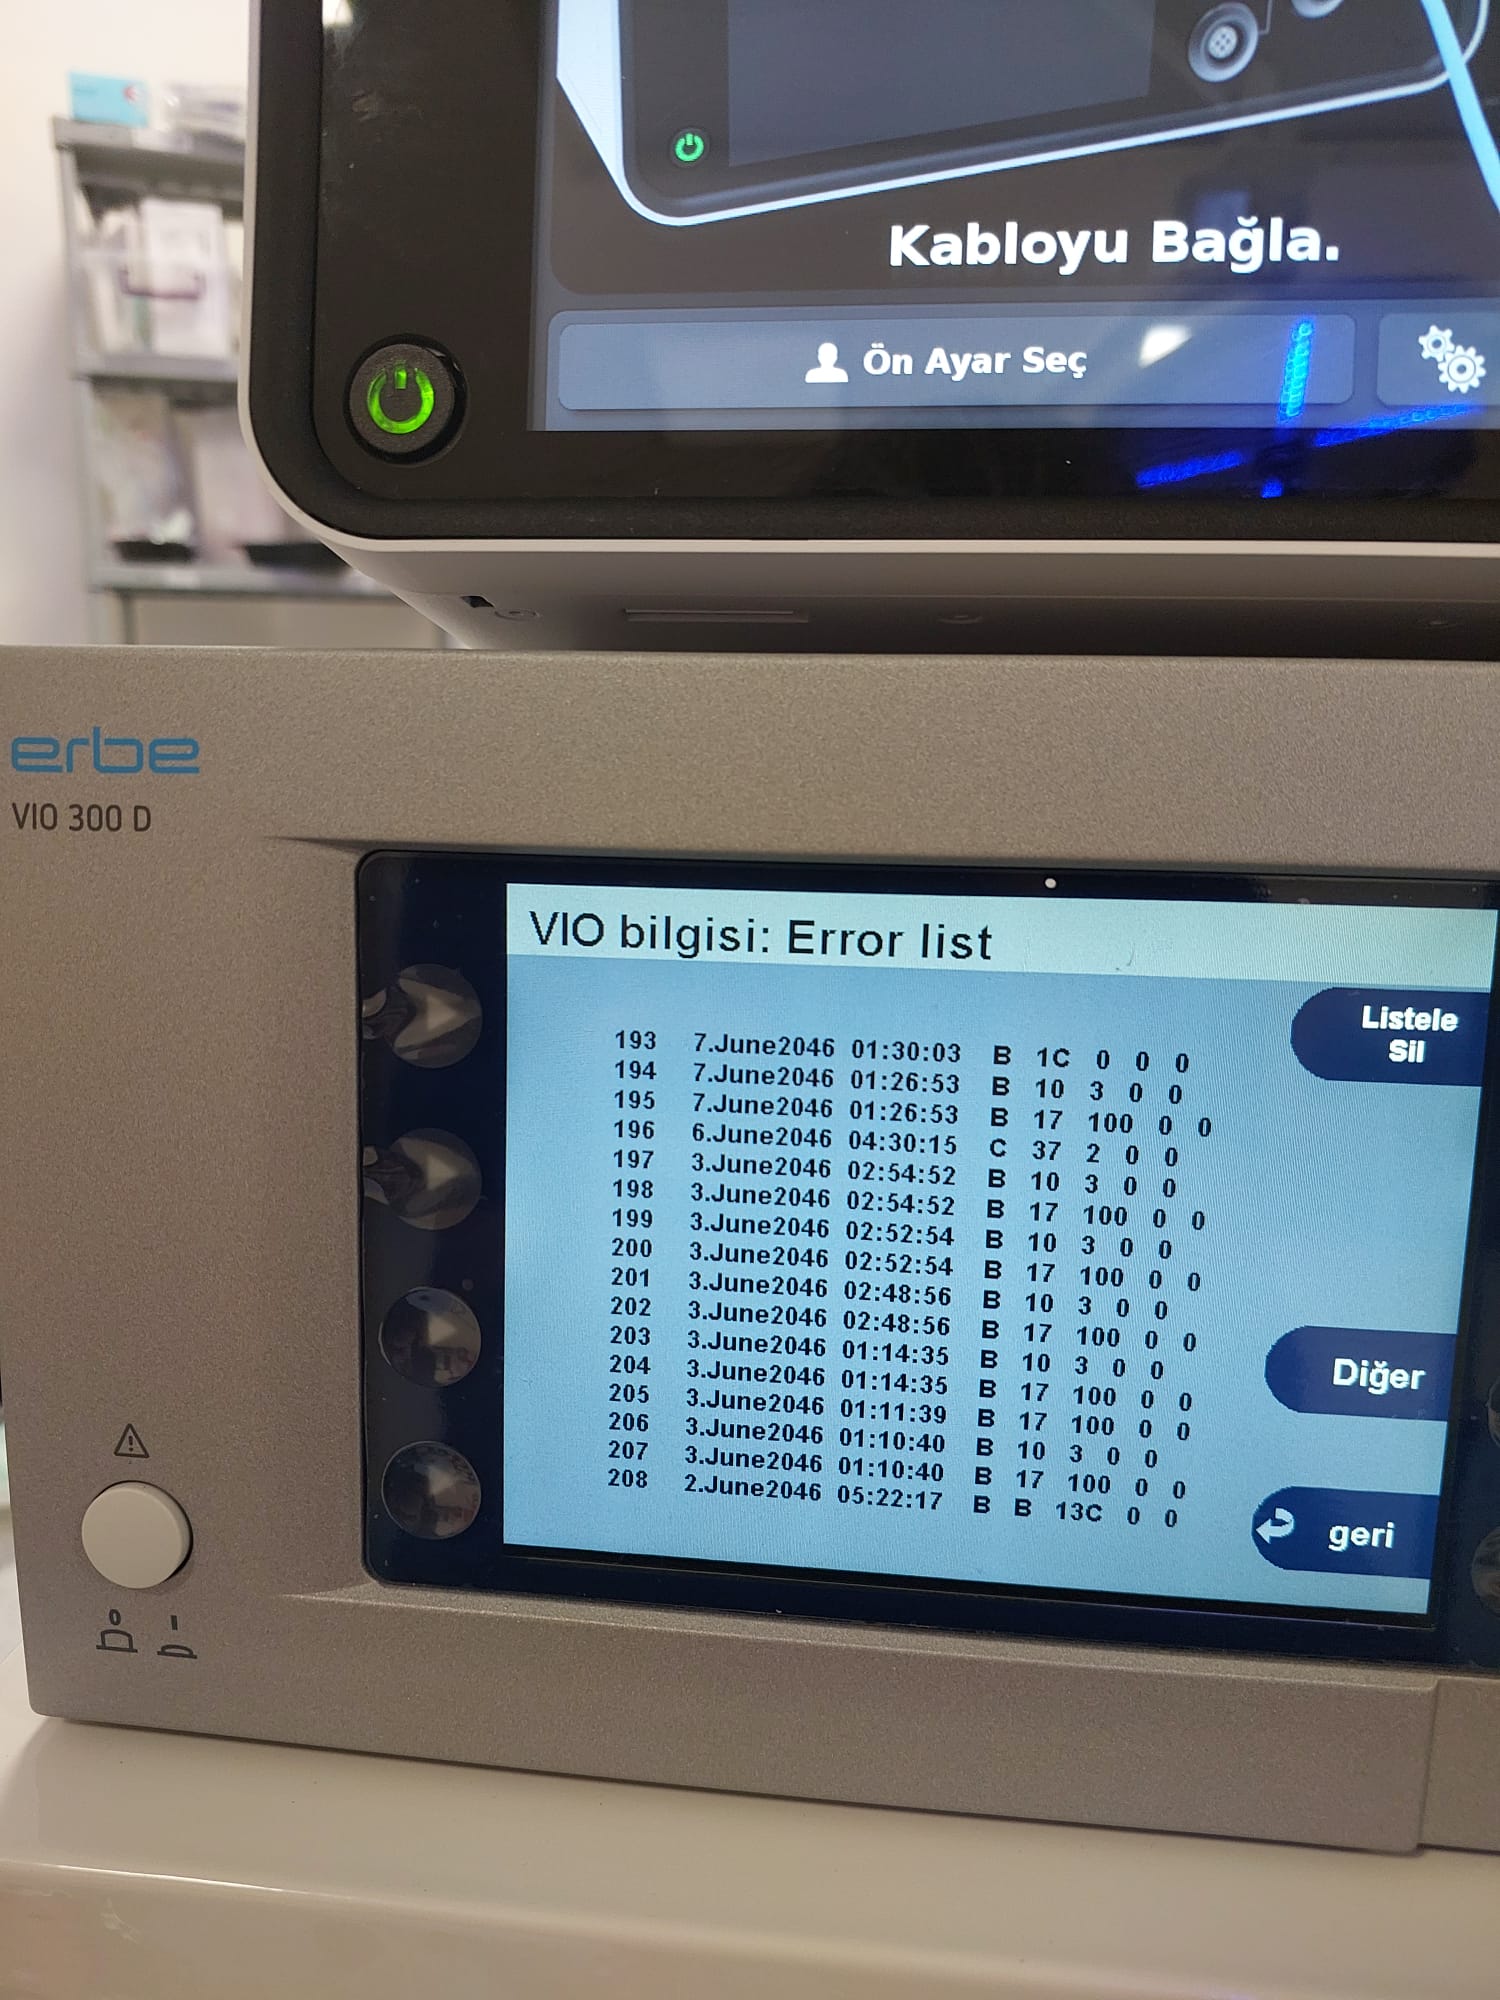 Kabloyu Bağla.
Ön Ayar Seç
erbe
VIO 300 D
VIO bilgisi: Error list
Listele
Sil
193 7.June2046 01:30:03 B 1C 0 0 0
194 7.June2046 01:26:53 B 10 3 0 0
195 7.June2046 01:26:53 B 17 100 0 0
196 6.June2046 04:30:15 C 37 2 0 0
197 3.June2046 02:54:52 B 10 3 0 0
198 3.June2046 02:54:52 B 17 100 0 0
199 3.June2046 02:52:54 B 10 3 0 0
200 3.June2046 02:52:54 B 17 100 0 0
201 3.June2046 02:48:56 B 10 3 0 0
202 3.June2046 02:48:56 B 17 100 0 0
203 3.June2046 01:14:35 B 10 3 0 0
204 3.June2046 01:14:35 B 17 100 0 0
205 3.June2046 01:11:39 B 17 100 0 0
206 3.June2046 01:10:40 B 10 3 0 0
207 3.June2046 01:10:40 B 17 100 0 0
208 2.June2046 05:22:17 B B 13C 0 0
Diğer
geri